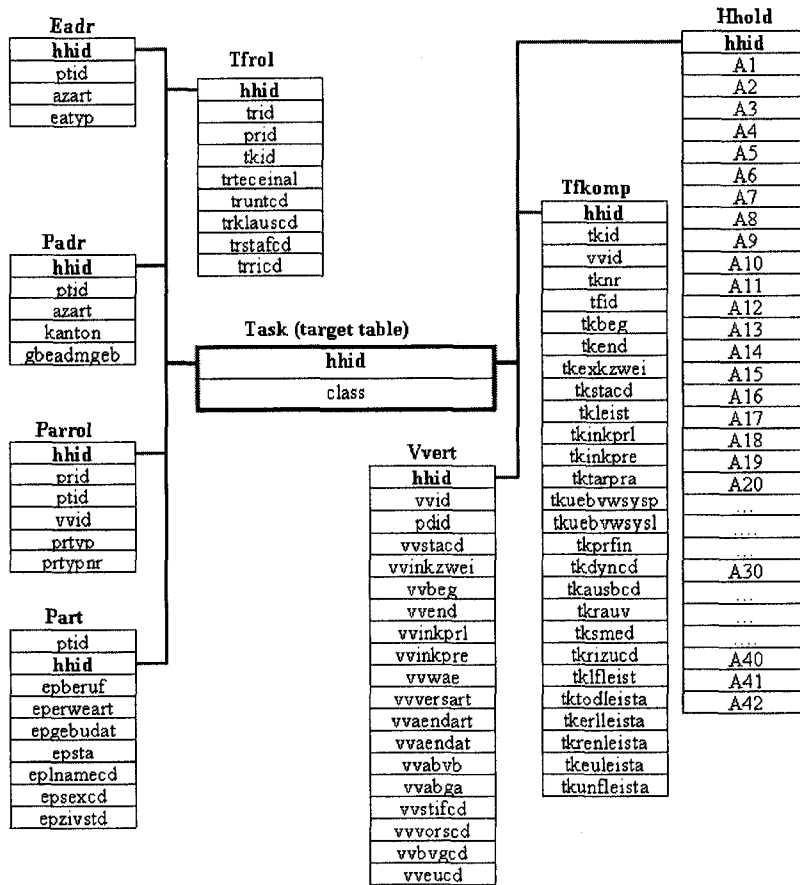 Eadr
hhid
ptid
azart
eatyp
Tfrol
hhid
trid
prid
tkid
trteceinal
truntcd
trklauscd
trstafcd
trricd
Padr
hhid
ptid
azart
kanton
gbeadmgeb
Task (target table)
hhid
class
Parrol
hhid
prid
ptid
vvid
prtyp
prtypnr
Part
ptid
hhid
epberuf
eperweart
epgebudat
epsta
eplnamecd
epsexcd
epzivstd
Vvert
hhid
vvid
pdid
vvstacd
vvinkzwei
vvbeg
vvend
vvinkprl
vvinkpre
vvwae
vvversart
vvaendart
vvaendat
vvabvb
vvabga
vvstifcd
vvvorscd
vvbvgcd
vveucd
Tfkomp
hhid
tkid
vvid
tknr
tfid
tkbeg
tkend
tkexkzwei
tkstacd
tkleist
tkinkprl
tkinkpre
tktarpra
tkuebvwsysp
tkuebvwsysl
tkprfin
tkdyncd
tkausbcd
tkrauv
tksmed
tkrizucd
tklfleist
tktodleista
tkerlleista
tkrenleista
tkeuleista
tkunfleista
Hhold
hhid
A1
A2
A3
A4
A5
A6
A7
A8
A9
A10
A11
A12
A13
A14
A15
A16
A17
A18
A19
A20
...
....
...
A30
...
...
....
A40
A41
A42